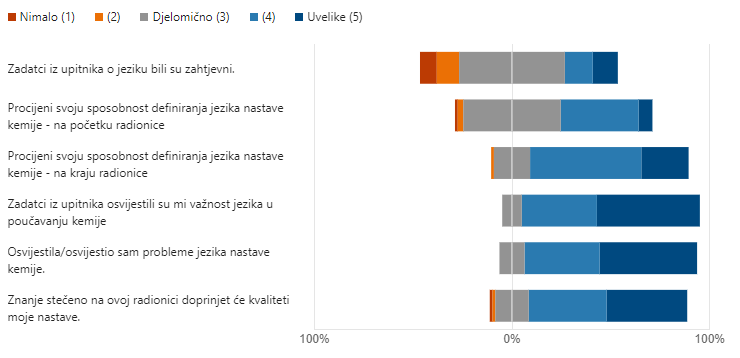 Nimalo (1) (2) Djelomično (3) (4) Uvelike (5)
Zadatci iz upitnika o jeziku bili su zahtjevni.
Procijeni svoju sposobnost definiranja jezika nastave
kemije - na početku radionice
Procijeni svoju sposobnost definiranja jezika nastave
kemije - na kraju radionice
Zadatci iz upitnika osvijestili su mi važnost jezika u
poučavanju kemije
Osvijestila/osvijestio sam probleme jezika nastave
kemije.
Znanje stečeno na ovoj radionici doprinjet će kvaliteti
moje nastave.
100% 0% 100%